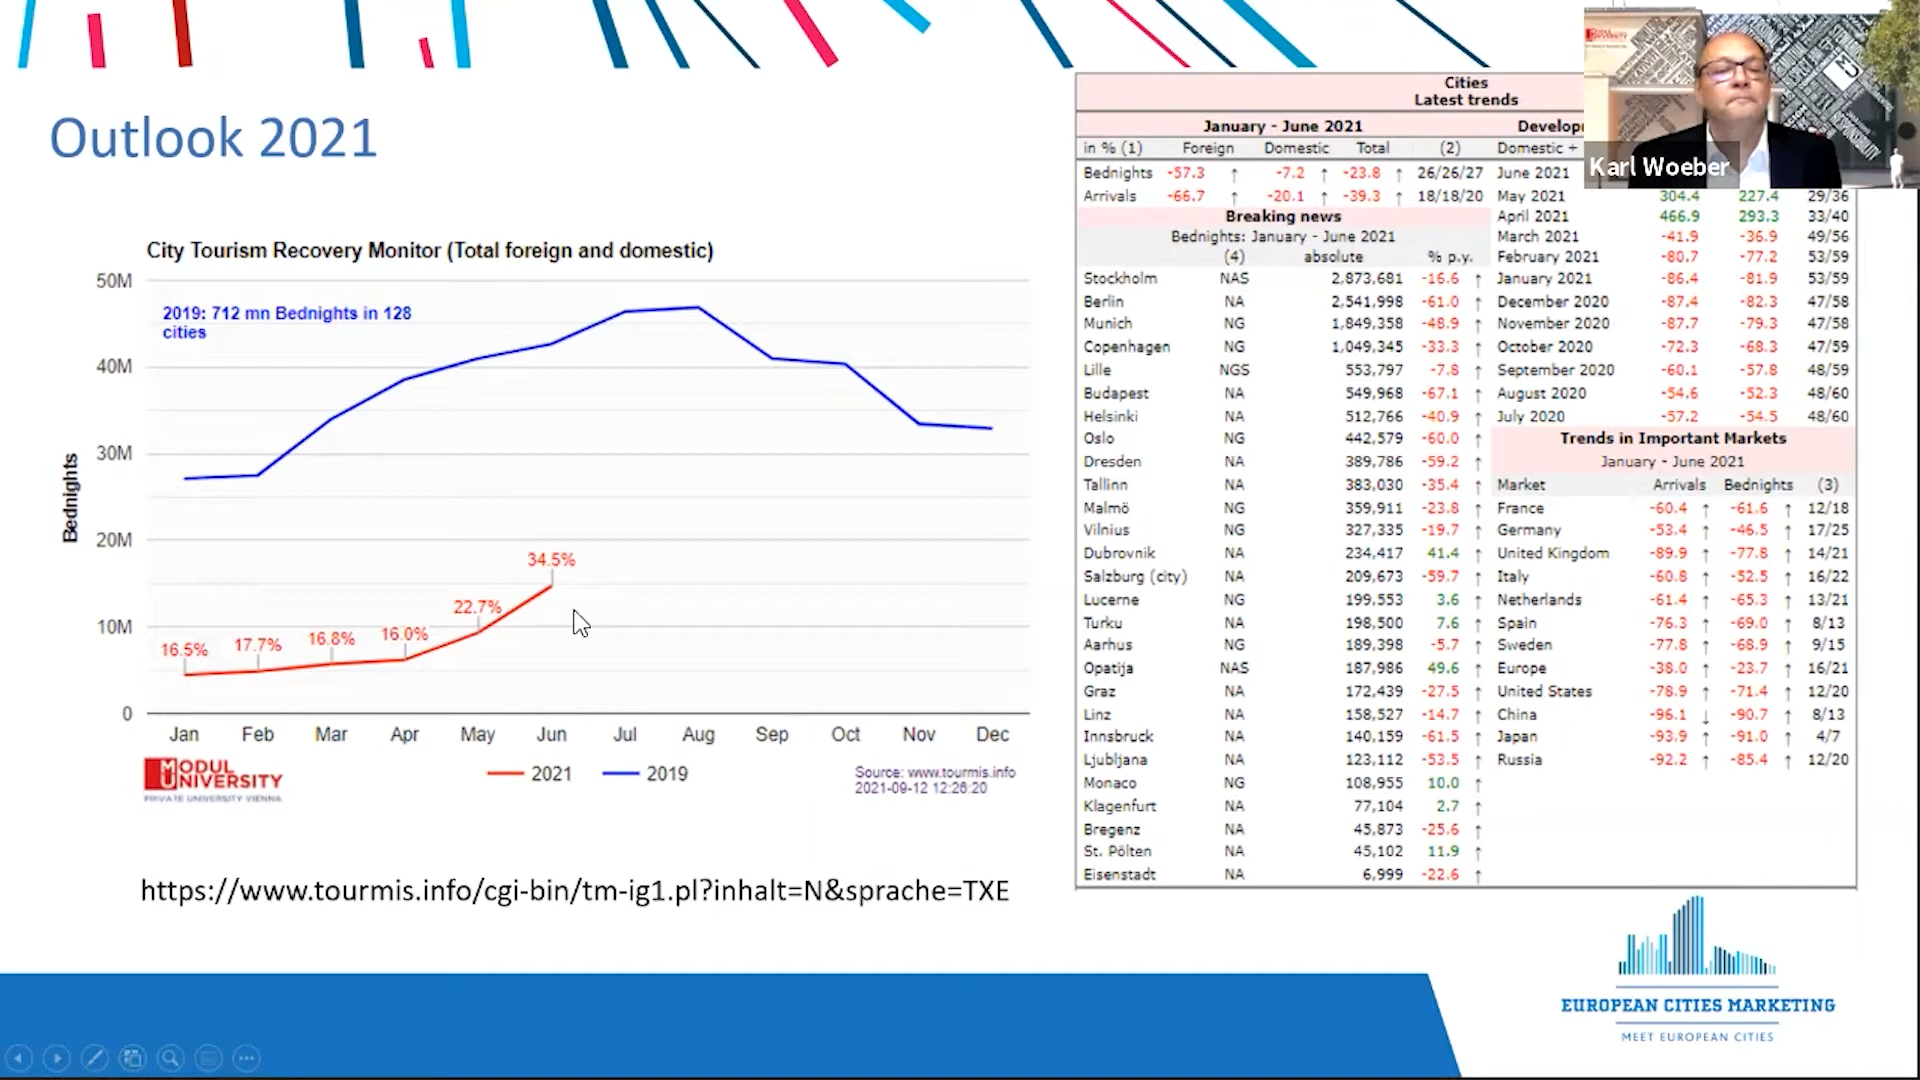 Outlook 2021
City Tourism Recovery Monitor (Total foreign and domestic)
50M
2019: 712 mn Bednights in 128
cities
40M
30M
20M
10M
0
Bednights
16.5%
17.7%
16.8%
16.0%
22.7%
34.5%
Jan Feb Mar Apr May Jun Jul Aug Sep Oct Nov Dec
MODUL
UNIVERSITY
PRIVATE UNIVERSITY VIENNA
2021 2019
Source: www.tourmis.info
2021-09-12 12:26:20
https://www.tourmis.info/cgi-bin/tm-ig1.pl?inhalt=N&sprache=TXE
Cities
Latest trends
January - June 2021
in % (1) Foreign Domestic Total (2)
Bednights -57.3 ↑ -7.2 ↑ -23.8 ↑ 26/26/27
Arrivals -66.7 ↑ -20.1 ↑ -39.3 ↑ 18/18/20
Breaking news
Bednights: January - June 2021
(4) absolute % p.y.
Stockholm NAS 2,873,681 -16.6 ↑
Berlin NA 2,541,998 -61.0 ↑
Munich NG 1,849,358 -48.9 ↑
Copenhagen NG 1,049,345 -33.3 ↑
Lille NGS 553,797 -7.8 ↑
Budapest NA 549,968 -67.1 ↑
Helsinki NA 512,766 -40.9 ↑
Oslo NG 442,579 -60.0 ↑
Dresden NA 389,786 -59.2 ↑
Tallinn NA 383,030 -35.4 ↑
Malmö NG 359,911 -23.8 ↑
Vilnius NG 327,335 -19.7 ↑
Dubrovnik NA 234,417 41.4 ↑
Salzburg (city) NA 209,673 -59.7 ↑
Lucerne NG 199,553 3.6 ↑
Turku NA 198,500 7.6 ↑
Aarhus NG 189,398 -5.7 ↑
Opatija NAS 187,986 49.6 ↑
Graz NA 172,439 -27.5 ↑
Linz NA 158,527 -14.7 ↑
Innsbruck NA 140,159 -61.5 ↑
Ljubljana NA 123,112 -53.5 ↑
Monaco NG 108,955 10.0 ↑
Klagenfurt NA 77,104 2.7 ↑
Bregenz NA 45,873 -25.6 ↑
St. Pölten NA 45,102 11.9 ↑
Eisenstadt NA 6,999 -22.6 ↑
Domestic +
June 2021
May 2021 304.4 227.4 29/36
April 2021 466.9 293.3 33/40
March 2021 -41.9 -36.9 49/56
February 2021 -80.7 -77.2 53/59
January 2021 -86.4 -81.9 53/59
December 2020 -87.4 -82.3 47/58
November 2020 -87.7 -79.3 47/58
October 2020 -72.3 -68.3 47/59
September 2020 -60.1 -57.8 48/59
August 2020 -54.6 -52.3 48/60
July 2020 -57.2 -54.5 48/60
Trends in Important Markets
January - June 2021
Market Arrivals Bednights (3)
France -60.4 ↑ -61.6 ↑ 12/18
Germany -53.4 ↑ -46.5 ↑ 17/25
United Kingdom -89.9 ↑ -77.8 ↑ 14/21
Italy -60.8 ↑ -52.5 ↑ 16/22
Netherlands -61.4 ↑ -65.3 ↑ 13/21
Spain -76.3 ↑ -69.0 ↑ 8/13
Sweden -77.8 ↑ -68.9 ↑ 9/15
Europe -38.0 ↑ -23.7 ↑ 16/21
United States -78.9 ↑ -71.4 ↑ 12/20
China -96.1 ↓ -90.7 ↑ 8/13
Japan -93.9 ↑ -91.0 ↑ 4/7
Russia -92.2 ↑ -85.4 ↑ 12/20
Karl Woeber
EUROPEAN CITIES MARKETING
MEET EUROPEAN CITIES